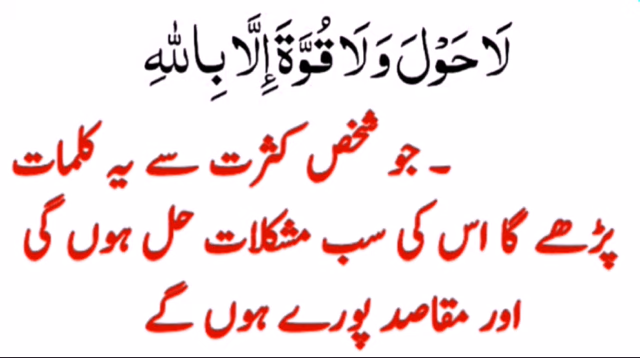 لَا حَوْلَ وَلَا قُوَّةَ إِلَّا بِاللهِ
۔ جو شخص کثرت سے یہ کلمات
پڑھے گا اس کی سب مشکلات حل ہوں گی
اور مقاصد پورے ہوں گے